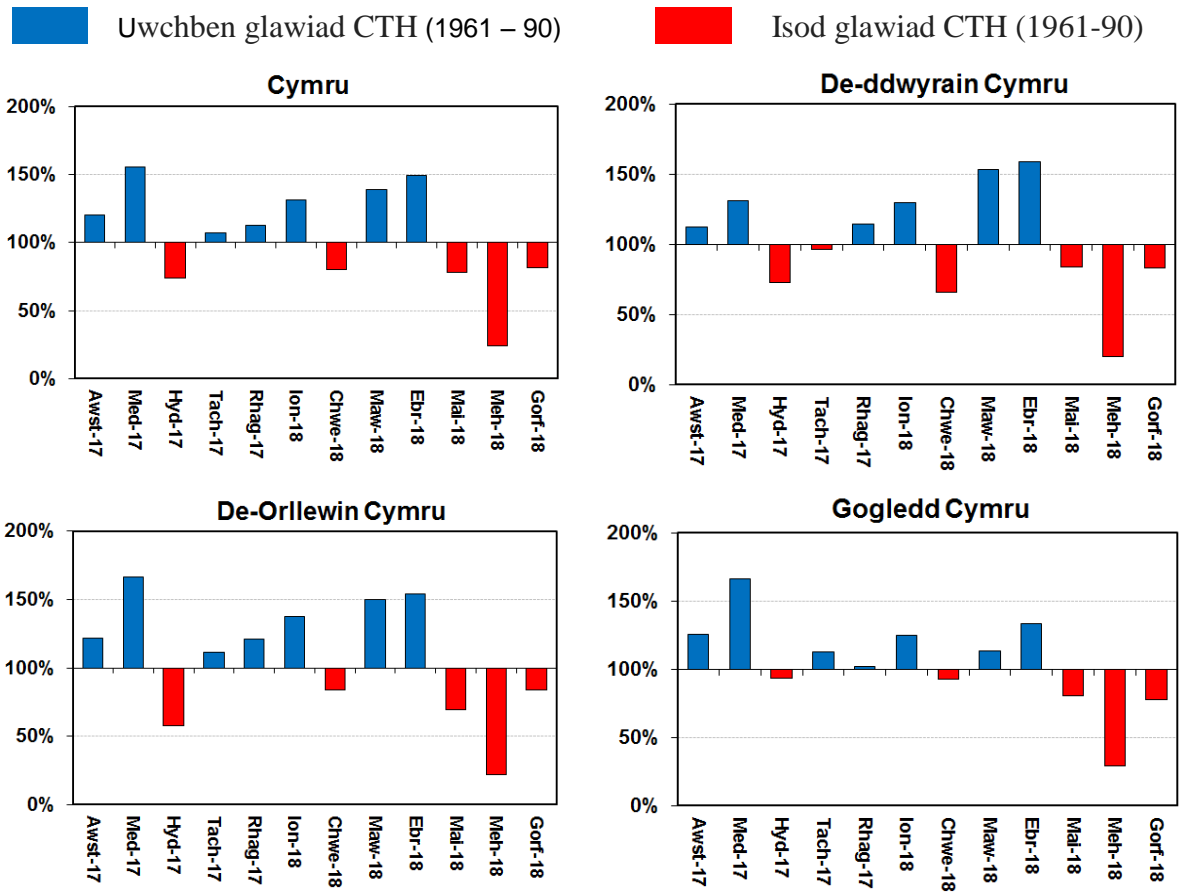 Uwchben glawiad CTH (1961 – 90)
Isod glawiad CTH (1961-90)
Cymru
200%
150%
100%
50%
0%
Awst-17
Med-17
Hyd-17
Tach-17
Rhag-17
Ion-18
Chwe-18
Maw-18
Ebr-18
Mai-18
Meh-18
Gorf-18
De-ddwyrain Cymru
200%
150%
100%
50%
0%
Awst-17
Med-17
Hyd-17
Tach-17
Rhag-17
Ion-18
Chwe-18
Maw-18
Ebr-18
Mai-18
Meh-18
Gorf-18
De-Orllewin Cymru
200%
150%
100%
50%
0%
Awst-17
Med-17
Hyd-17
Tach-17
Rhag-17
Ion-18
Chwe-18
Maw-18
Ebr-18
Mai-18
Meh-18
Gorf-18
Gogledd Cymru
200%
150%
100%
50%
0%
Awst-17
Med-17
Hyd-17
Tach-17
Rhag-17
Ion-18
Chwe-18
Maw-18
Ebr-18
Mai-18
Meh-18
Gorf-18